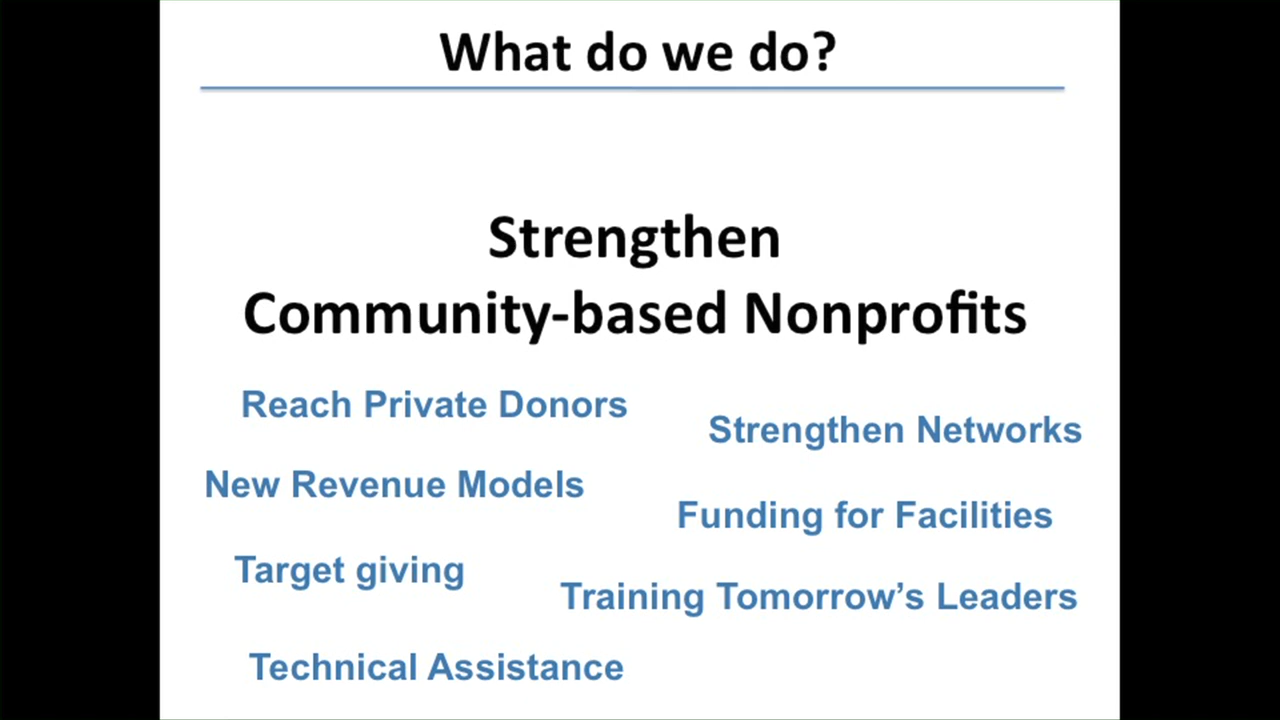 What do we do?
Strengthen
Community-based Nonprofits
Reach Private Donors
Strengthen Networks
New Revenue Models
Funding for Facilities
Target giving
Training Tomorrow’s Leaders
Technical Assistance